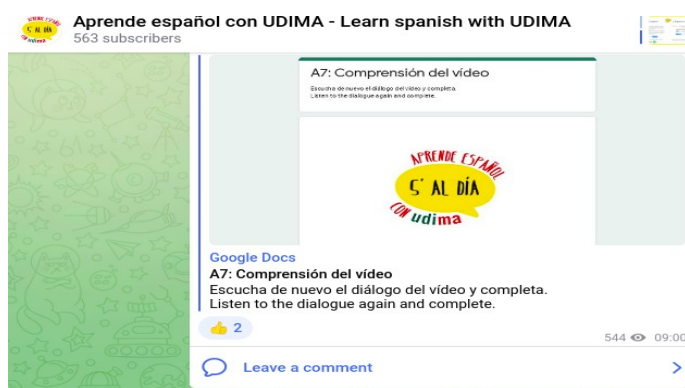 Aprende español con UDIMA - Learn spanish with UDIMA
563 subscribers
A7: Comprensión del vídeo
Escucha de nuevo el diálogo del vídeo y completa.
Listen to the dialogue again and complete.
APRENDE ESPAÑOL
5' AL DÍA
CON udima
Google Docs
A7: Comprensión del vídeo
Escucha de nuevo el diálogo del vídeo y completa.
Listen to the dialogue again and complete.
👍 2
544 09:00
Leave a comment